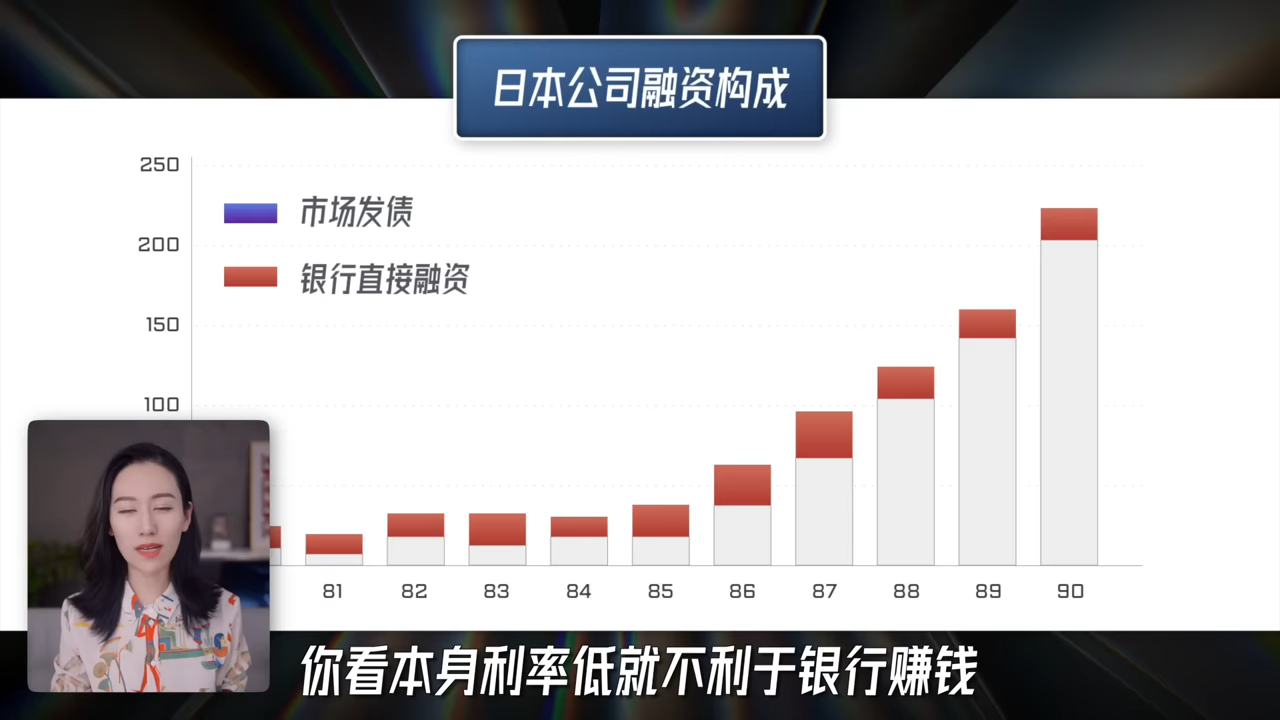 日本公司融资构成
250
市场发债
200
银行直接融资
150
100
81 82 83 84 85 86 87 88 89 90
你看本身利率低就不利于银行赚钱